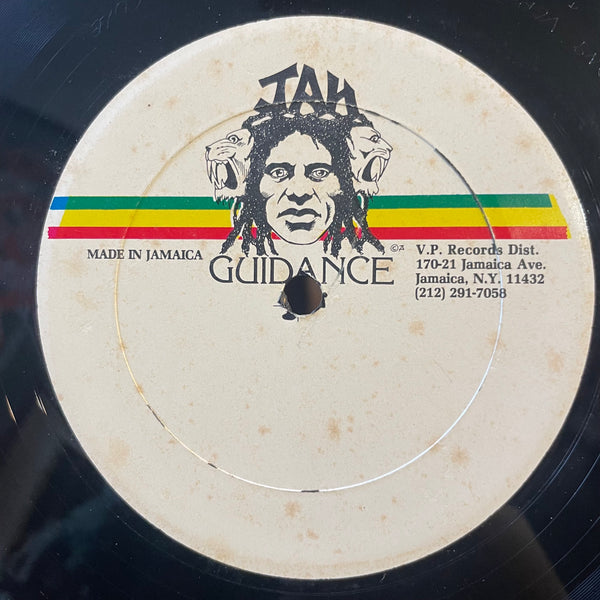 JAH
GUIDANCE
MADE IN JAMAICA
V.P. Records Dist.
170-21 Jamaica Ave.
Jamaica, N.Y. 11432
(212) 291-7058